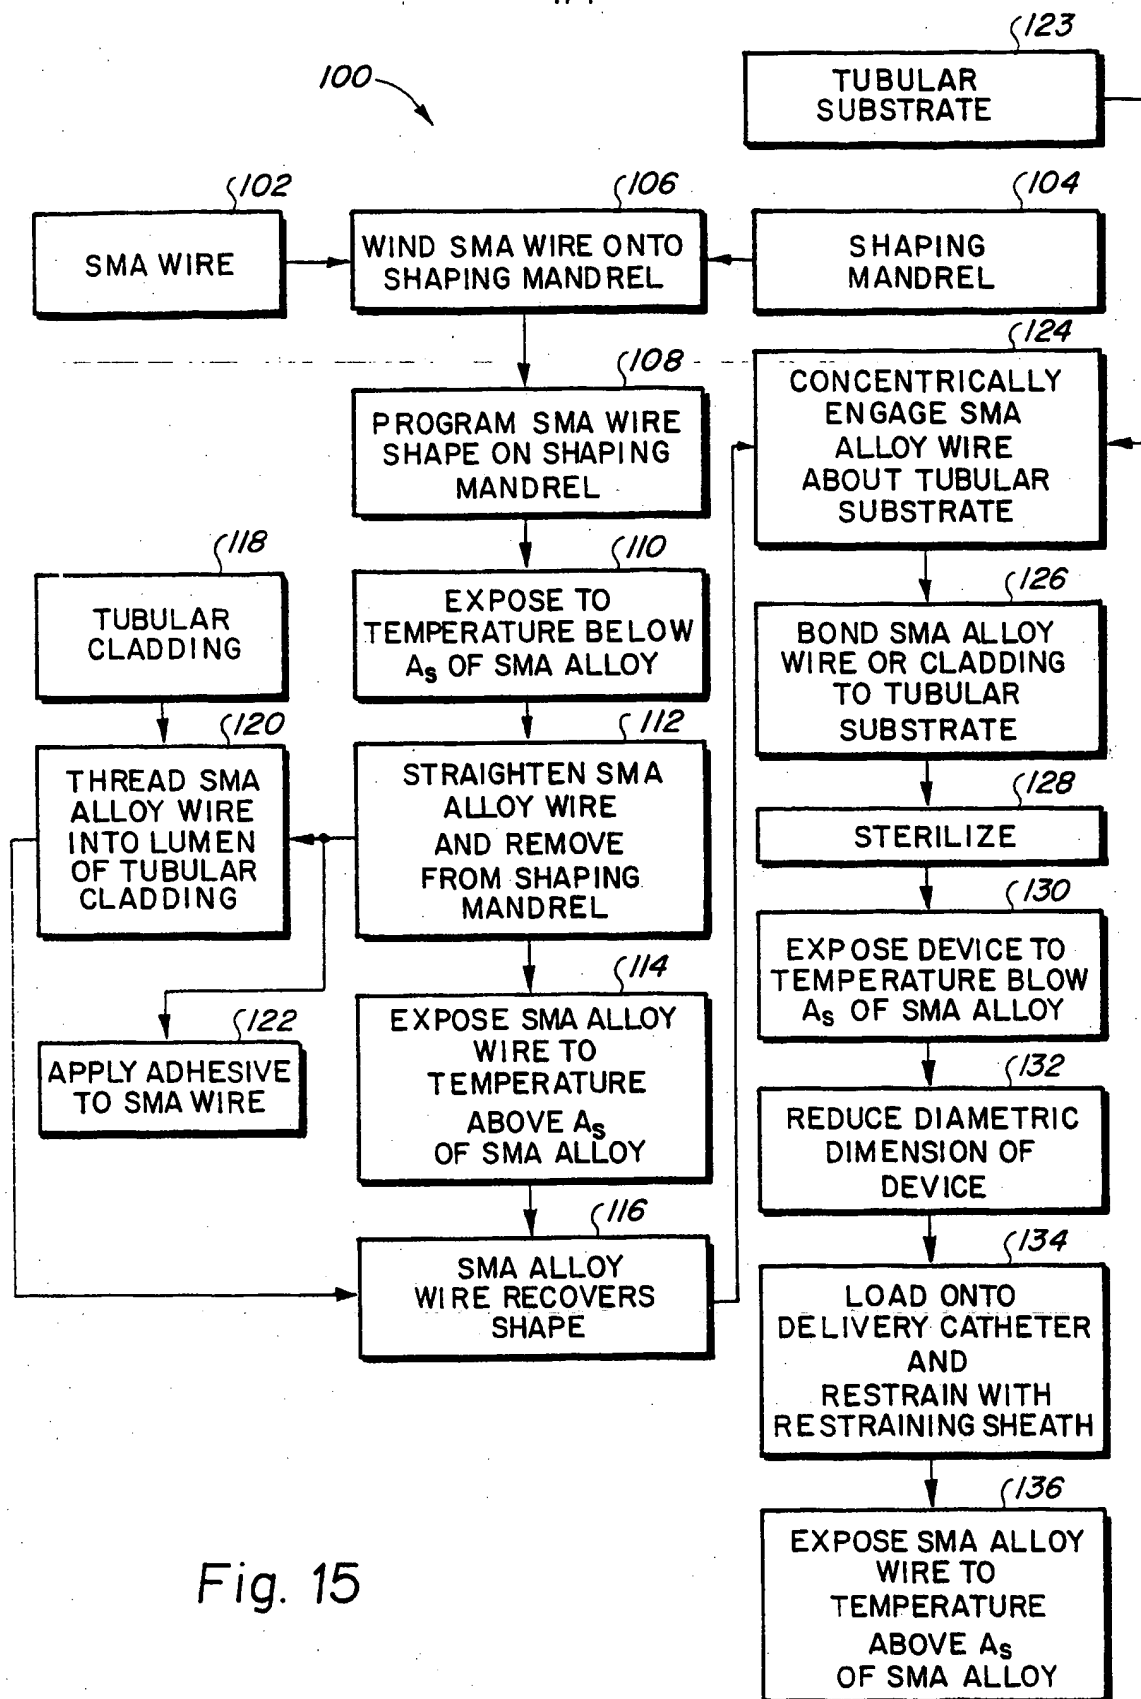 123
TUBULAR
SUBSTRATE
100
102
SMA WIRE
106
WIND SMA WIRE ONTO
SHAPING MANDREL
104
SHAPING
MANDREL
108
PROGRAM SMA WIRE
SHAPE ON SHAPING
MANDREL
110
EXPOSE TO
TEMPERATURE BELOW
As OF SMA ALLOY
112
STRAIGHTEN SMA
ALLOY WIRE
AND REMOVE
FROM SHAPING
MANDREL
114
EXPOSE SMA ALLOY
WIRE TO
TEMPERATURE
ABOVE As
OF SMA ALLOY
116
SMA ALLOY
WIRE RECOVERS
SHAPE
118
TUBULAR
CLADDING
120
THREAD SMA
ALLOY WIRE
INTO LUMEN
OF TUBULAR
CLADDING
122
APPLY ADHESIVE
TO SMA WIRE
124
CONCENTRICALLY
ENGAGE SMA
ALLOY WIRE
ABOUT TUBULAR
SUBSTRATE
126
BOND SMA ALLOY
WIRE OR CLADDING
TO TUBULAR
SUBSTRATE
128
STERILIZE
130
EXPOSE DEVICE TO
TEMPERATURE BLOW
As OF SMA ALLOY
132
REDUCE DIAMETRIC
DIMENSION OF
DEVICE
134
LOAD ONTO
DELIVERY CATHETER
AND
RESTRAIN WITH
RESTRAINING SHEATH
136
EXPOSE SMA ALLOY
WIRE TO
TEMPERATURE
ABOVE As
OF SMA ALLOY
Fig. 15